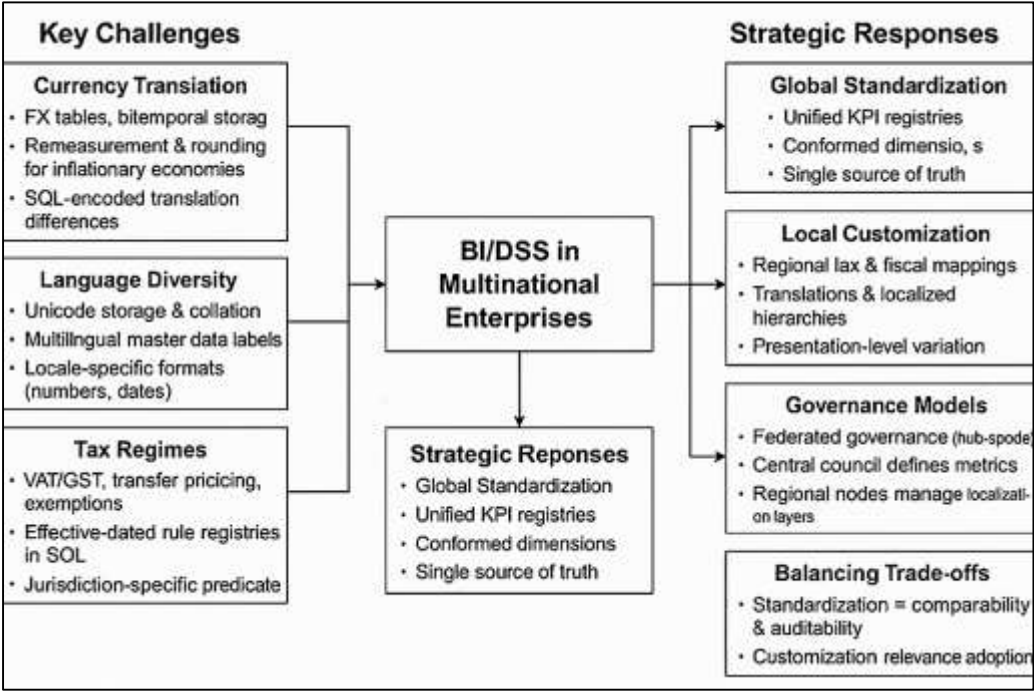 Key Challenges
Currency Translation
• FX tables, bitemporal storag
• Remeasurement & rounding
for inflationary economies
• SQL-encoded translation
differences
Language Diversity
• Unicode storage & collation
• Multilingual master data labels
• Locale-specific formats
(numbers, dates)
Tax Regimes
• VAT/GST, transfer pricicing,
exemptions
• Effective-dated rule registries
in SOL
• Jurisdiction-specific predicate
BI/DSS in
Multinational
Enterprises
Strategic Reponses
• Global Standardization
• Unified KPI registries
• Conformed dimensions
• Single source of truth
Strategic Responses
Global Standardization
• Unified KPI registries
• Conformed dimensio, s
• Single source of truth
Local Customization
• Regional lax & fiscal mappings
• Translations & localized
hierarchies
• Presentation-level variation
Governance Models
• Federated governance (hub-spode)
• Central council defines metrics
• Regional nodes manage localizati-
on layers
Balancing Trade-offs
• Standardization = comparability
& auditability
• Customization relevance adoption